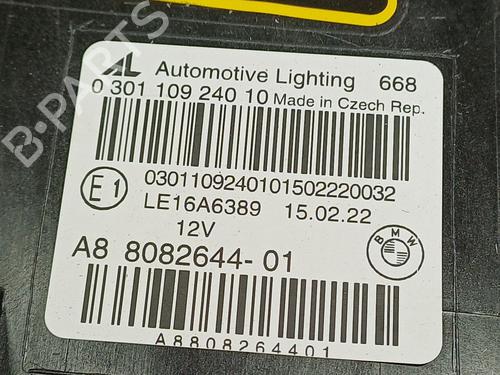 AL Automotive Lighting 668
0 301 109 240 10 Made in Czech Rep.
0301109240101502220032
E1 LE16A6389 15.02.22
12V
BMW
A8 8082644-01
A8808264401
B-PARTS